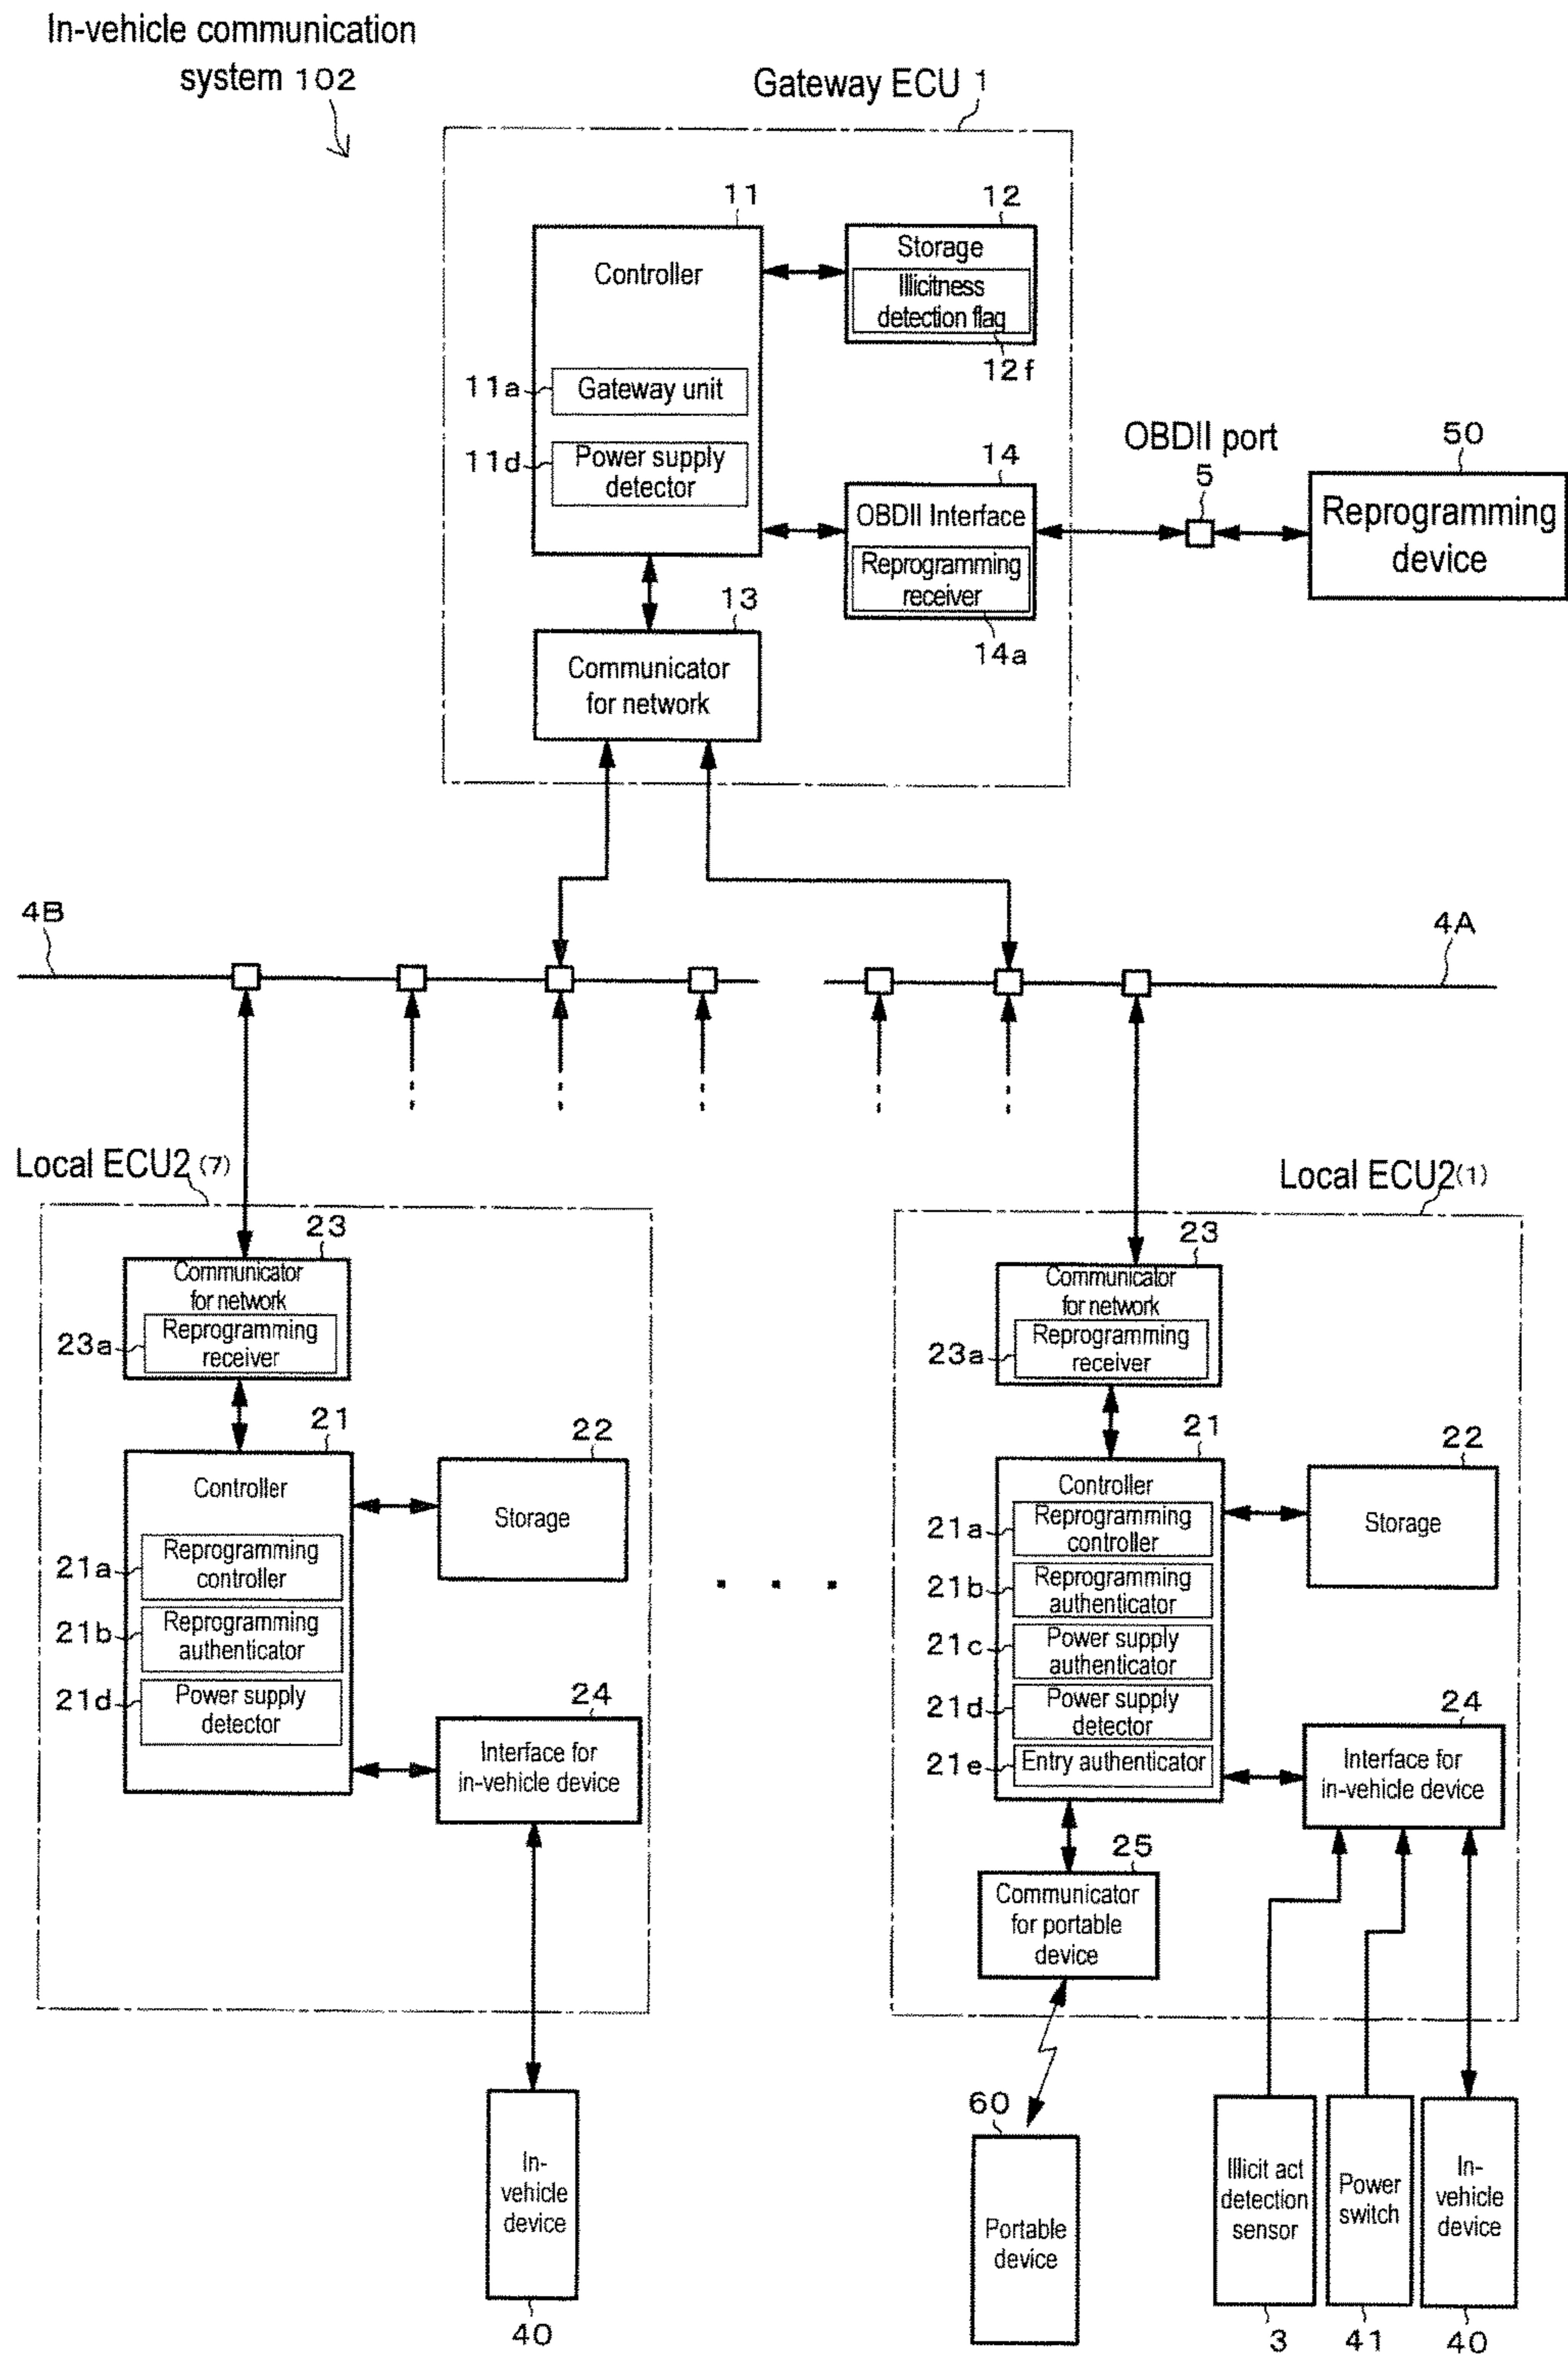 In-vehicle communication
system 102
Gateway ECU 1
11
12
Controller
Storage
Illicitness
detection flag
12f
11a
Gateway unit
11d
Power supply
detector
14
OBDII Interface
Reprogramming
receiver
14a
OBDII port
5
50
Reprogramming
device
13
Communicator
for network
4B
4A
Local ECU2(7)
23
Communicator
for network
23a
Reprogramming
receiver
21
Controller
22
Storage
21a
Reprogramming
controller
21b
Reprogramming
authenticator
21d
Power supply
detector
24
Interface for
in-vehicle device
In-
vehicle
device
40
Local ECU2(1)
23
Communicator
for network
23a
Reprogramming
receiver
21
Controller
22
Storage
21a
Reprogramming
controller
21b
Reprogramming
authenticator
21c
Power supply
authenticator
21d
Power supply
detector
21e
Entry authenticator
24
Interface for
in-vehicle device
25
Communicator
for portable
device
60
Portable
device
Illicit act
detection
sensor
3
Power
switch
41
In-
vehicle
device
40